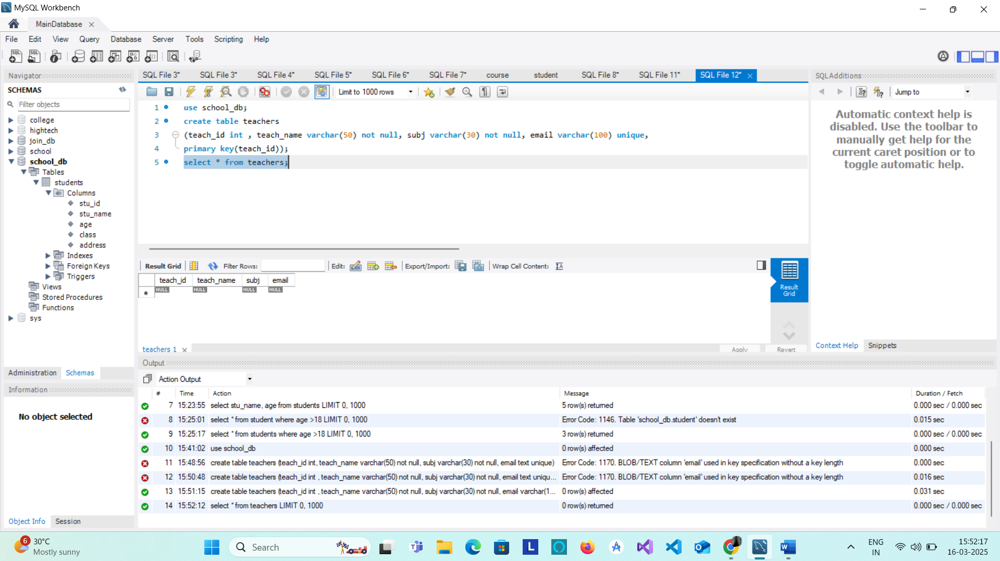 MySQL Workbench
MainDatabase
File Edit View Query Database Server Tools Scripting Help
Navigator
SCHEMAS
Filter objects
college
hightech
join_db
school
school_db
Tables
students
Columns
stu_id
stu_name
age
class
address
Indexes
Foreign Keys
Triggers
Views
Stored Procedures
Functions
sys
Administration Schemas
Information
No object selected
Object Info Session
SQL File 3* SQL File 3* SQL File 4* SQL File 5* SQL File 6* SQL File 7* course student SQL File 8* SQL File 11* SQL File 12*
Limit to 1000 rows
1 use school_db;
2 create table teachers
3 (teach_id int , teach_name varchar(50) not null, subj varchar(30) not null, email varchar(100) unique,
4 primary key(teach_id));
5 select * from teachers;
Result Grid Filter Rows: Edit: Export/Import: Wrap Cell Content:
teach_id teach_name subj email
NULL NULL NULL NULL
Result
Grid
teachers 1
Apply Revert
SQLAdditions
Jump to
Automatic context help is
disabled. Use the toolbar to
manually get help for the
current caret position or to
toggle automatic help.
Context Help Snippets
Output
Action Output
# Time Action Message Duration / Fetch
7 15:23:55 select stu_name, age from students LIMIT 0, 1000 5 row(s) returned 0.000 sec / 0.000 sec
8 15:25:01 select * from student where age >18 LIMIT 0, 1000 Error Code: 1146. Table 'school_db.student' doesn't exist 0.015 sec
9 15:25:17 select * from students where age >18 LIMIT 0, 1000 3 row(s) returned 0.000 sec / 0.000 sec
10 15:41:02 use school_db 0 row(s) affected 0.000 sec
11 15:48:56 create table teachers (teach_id int, teach_name varchar(50) not null, subj varchar(30) not null, email text unique) Error Code: 1170. BLOB/TEXT column 'email' used in key specification without a key length 0.000 sec
12 15:50:48 create table teachers (teach_id int , teach_name varchar(50) not null, subj varchar(30) not null, email text uniqu... Error Code: 1170. BLOB/TEXT column 'email' used in key specification without a key length 0.016 sec
13 15:51:15 create table teachers (teach_id int , teach_name varchar(50) not null, subj varchar(30) not null, email varchar(1... 0 row(s) affected 0.031 sec
14 15:52:12 select * from teachers LIMIT 0, 1000 0 row(s) returned 0.000 sec / 0.000 sec
6
30°C
Mostly sunny
Search
ENG
IN
15:52:17
16-03-2025